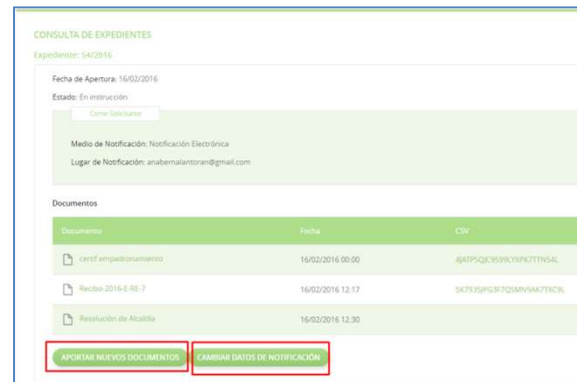 CONSULTA DE EXPEDIENTES
Expediente: 54/2016
Fecha de Apertura: 16/02/2016
Estado: En instrucción
Como Solicitante
Medio de Notificación: Notificación Electrónica
Lugar de Notificación: anabernalantoran@gmail.com
Documentos
Documento Fecha CSV
certif empadronamiento 16/02/2016 00:00
Recibo-2016-E-RE-7 16/02/2016 12:17
Resolución de Alcaldía 16/02/2016 12:30
APORTAR NUEVOS DOCUMENTOS CAMBIAR DATOS DE NOTIFICACIÓN